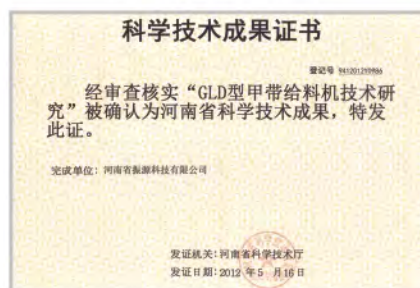 科学技术成果证书
登记号 9412012S0986
经审查核实“GLD型甲带给料机技术研
究”被确认为河南省科学技术成果，特发
此证。
完成单位：河南省振源科技有限公司
发证机关：河南省科学技术厅
发证日期：2012 年 5 月 16 日